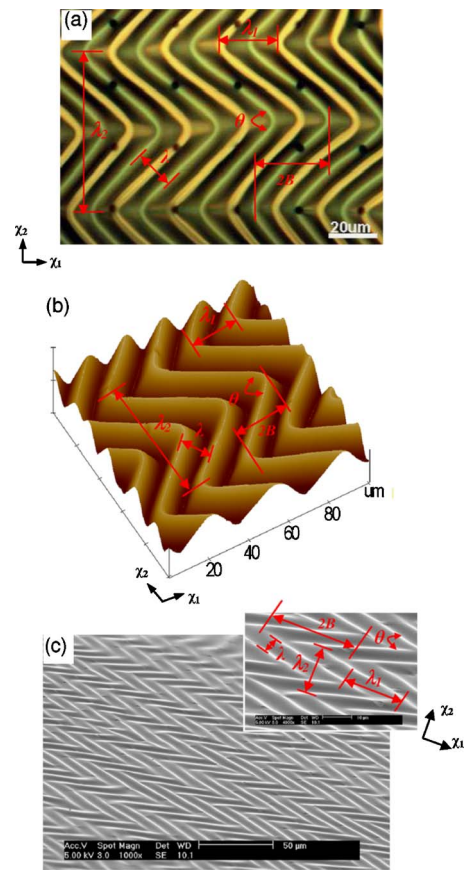 (a)
λ1
λ2
θ
λ
2B
20um
χ2
χ1
(b)
λ1
θ
λ2
λ
2B
um
80
60
40
20
χ2
χ1
(c)
2B
θ
λ
λ2
λ1
χ2
χ1
Acc.V Spot Magn Det WD 50 μm
5.00 kV 3.0 1000x SE 10.1